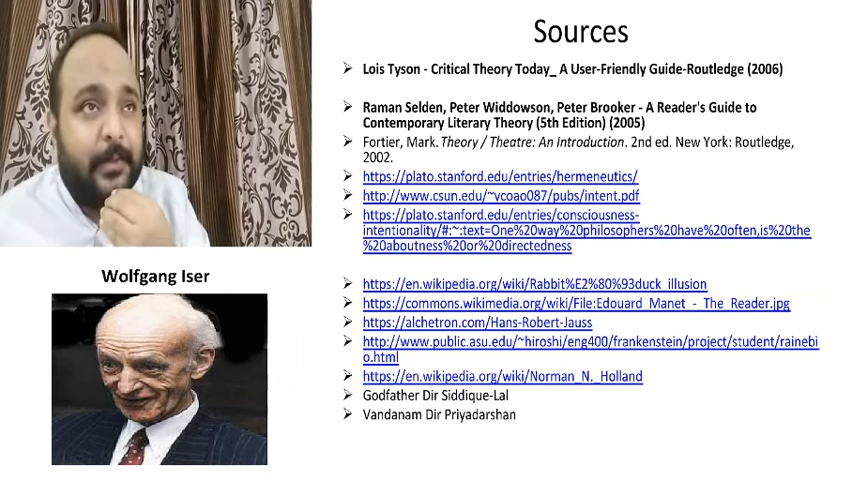 Sources
➢ Lois Tyson - Critical Theory Today_ A User-Friendly Guide-Routledge (2006)
➢ Raman Selden, Peter Widdowson, Peter Brooker - A Reader's Guide to
Contemporary Literary Theory (5th Edition) (2005)
➢ Fortier, Mark. Theory / Theatre: An Introduction. 2nd ed. New York: Routledge,
2002.
➢ https://plato.stanford.edu/entries/hermeneutics/
➢ http://www.csun.edu/~vcoao087/pubs/intent.pdf
➢ https://plato.stanford.edu/entries/consciousness-
intentionality/#:~:text=One%20way%20philosophers%20have%20often,is%20the
%20aboutness%20or%20directedness
➢ https://en.wikipedia.org/wiki/Rabbit%E2%80%93duck_illusion
➢ https://commons.wikimedia.org/wiki/File:Edouard_Manet_-_The_Reader.jpg
➢ https://alchetron.com/Hans-Robert-Jauss
➢ http://www.public.asu.edu/~hiroshi/eng400/frankenstein/project/student/rainebi
o.html
➢ https://en.wikipedia.org/wiki/Norman_N._Holland
➢ Godfather Dir Siddique-Lal
➢ Vandanam Dir Priyadarshan
Wolfgang Iser